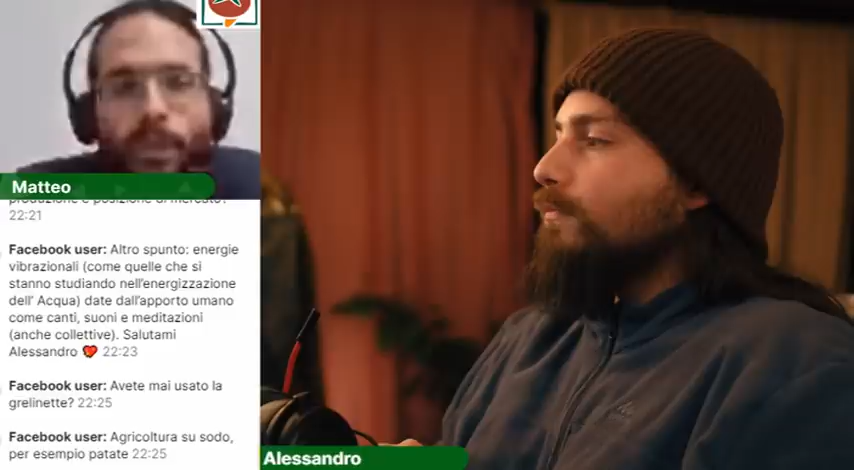 Matteo
produzione e posizione di mercato?
22:21
Facebook user: Altro spunto: energie
vibrazionali (come quelle che si
stanno studiando nell'energizzazione
dell' Acqua) date dall'apporto umano
come canti, suoni e meditazioni
(anche collettive). Salutami
Alessandro ❤️ 22:23
Facebook user: Avete mai usato la
grelinette? 22:25
Facebook user: Agricoltura su sodo,
per esempio patate 22:25
Alessandro